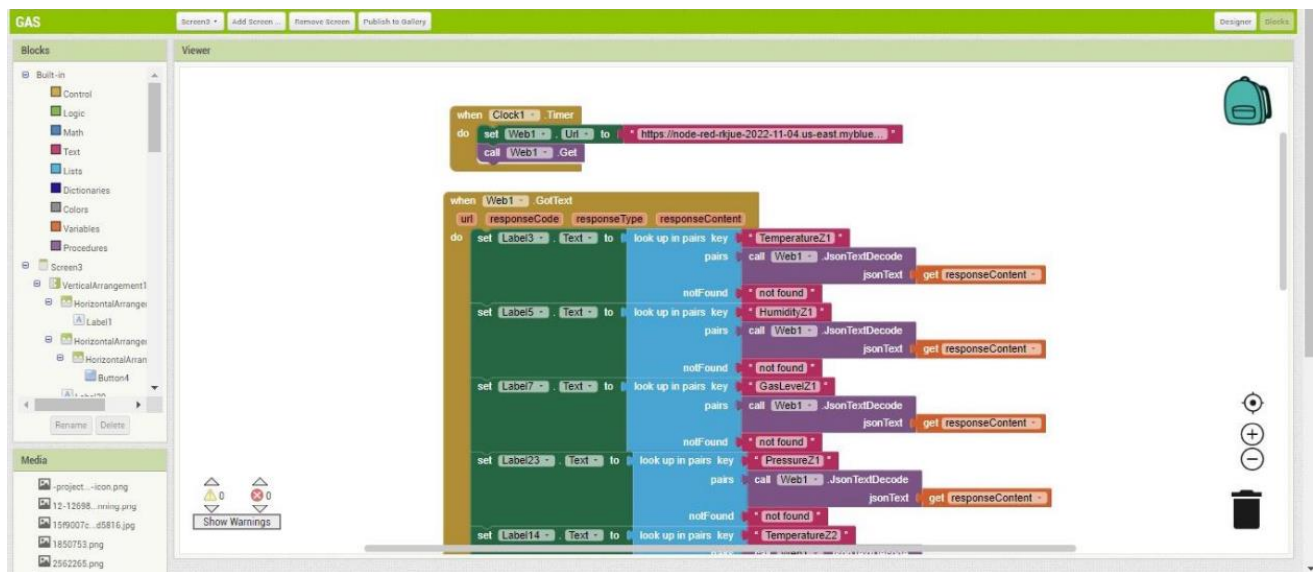 GAS Screen3 Add Screen ... Remove Screen Publish to Gallery Designer Blocks
Blocks
Built-in
Control
Logic
Math
Text
Lists
Dictionaries
Colors
Variables
Procedures
Screen3
VerticalArrangement1
HorizontalArranger
Label1
HorizontalArranger
HorizontalArran
Button4
Rename Delete
Media
-project...-icon.png
12-12698...nning.png
15f9007c...d5816.jpg
1850753.png
2562265.png
Viewer
when Clock1 .Timer
do set Web1 . Url to " https://node-red-rkjue-2022-11-04.us-east.myblue... "
call Web1 .Get
when Web1 .GotText
url responseCode responseType responseContent
do set Label3 . Text to look up in pairs key " TemperatureZ1 "
pairs call Web1 .JsonTextDecode
jsonText get responseContent
notFound " not found "
set Label5 . Text to look up in pairs key " HumidityZ1 "
pairs call Web1 .JsonTextDecode
jsonText get responseContent
notFound " not found "
set Label7 . Text to look up in pairs key " GasLevelZ1 "
pairs call Web1 .JsonTextDecode
jsonText get responseContent
notFound " not found "
set Label23 . Text to look up in pairs key " PressureZ1 "
pairs call Web1 .JsonTextDecode
jsonText get responseContent
notFound " not found "
set Label14 . Text to look up in pairs key " TemperatureZ2 "
0 0
Show Warnings